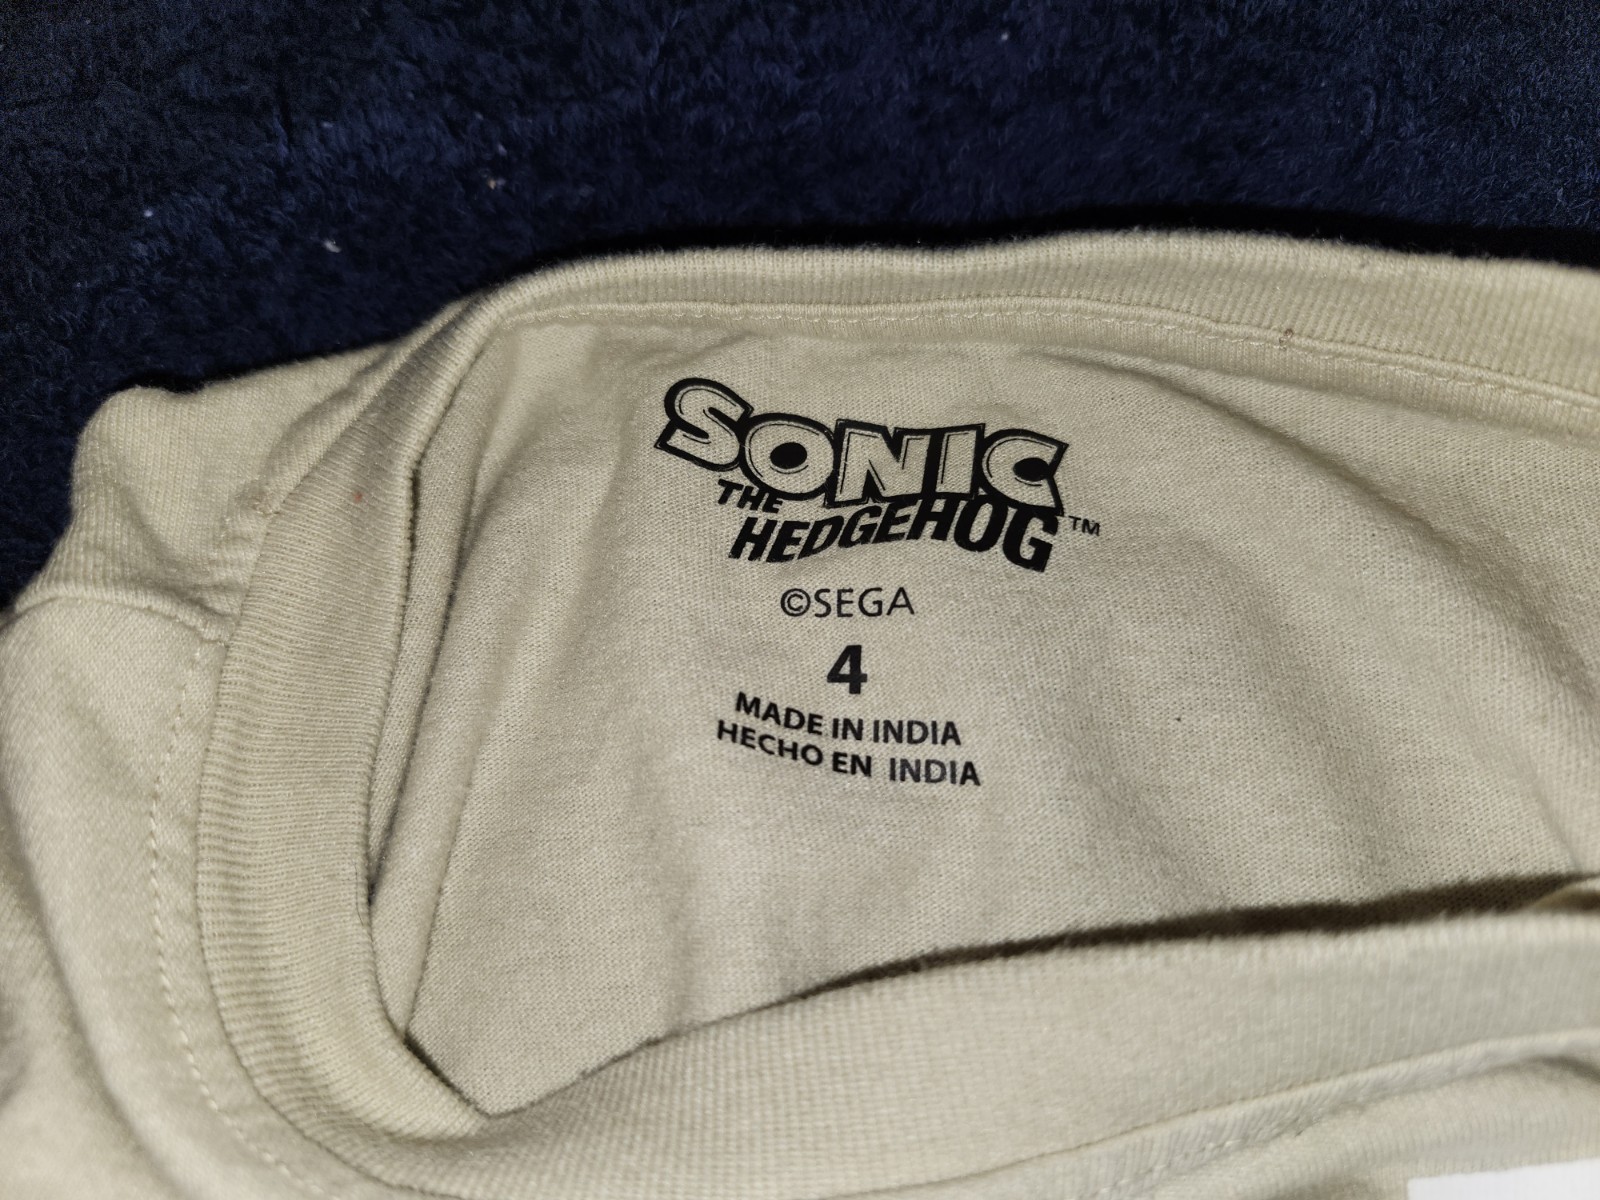 SONIC
THE
HEDGEHOG™
©SEGA
4
MADE IN INDIA
HECHO EN INDIA